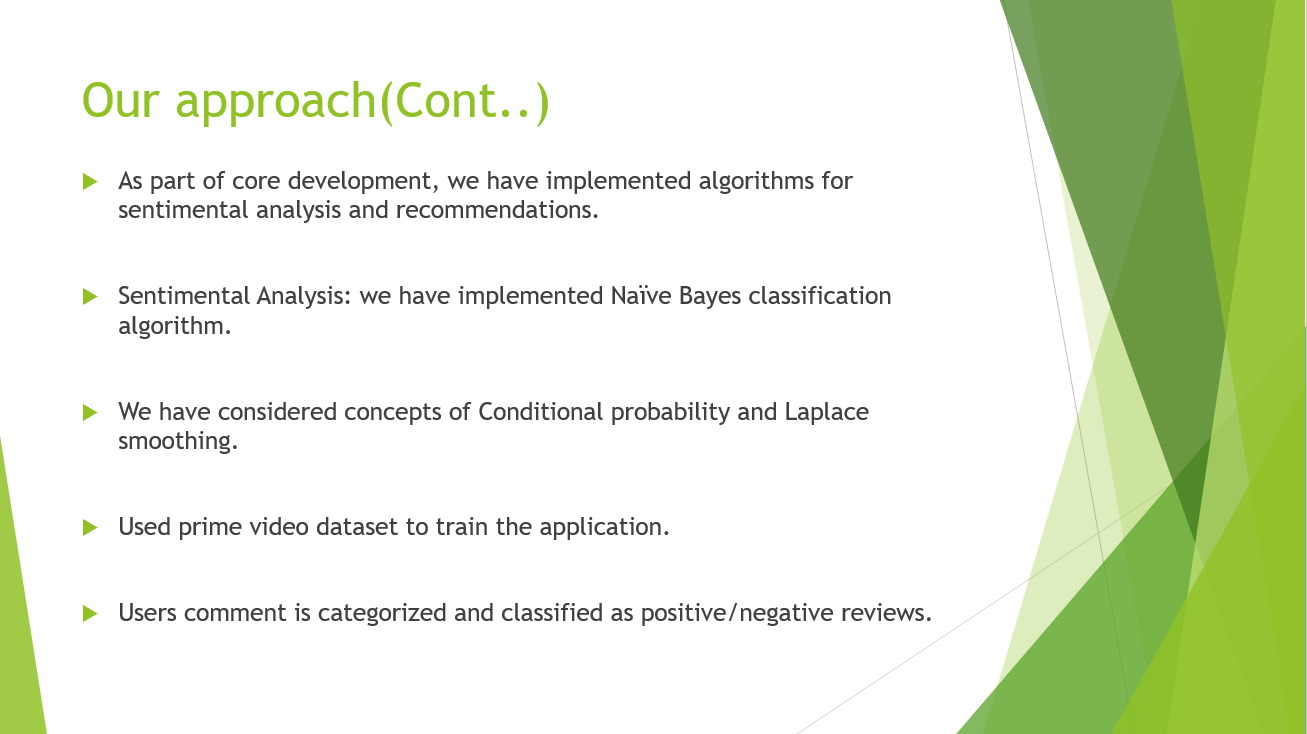 Our approach(Cont..)
As part of core development, we have implemented algorithms for
sentimental analysis and recommendations.
Sentimental Analysis: we have implemented Naïve Bayes classification
algorithm.
We have considered concepts of Conditional probability and Laplace
smoothing.
Used prime video dataset to train the application.
Users comment is categorized and classified as positive/negative reviews.